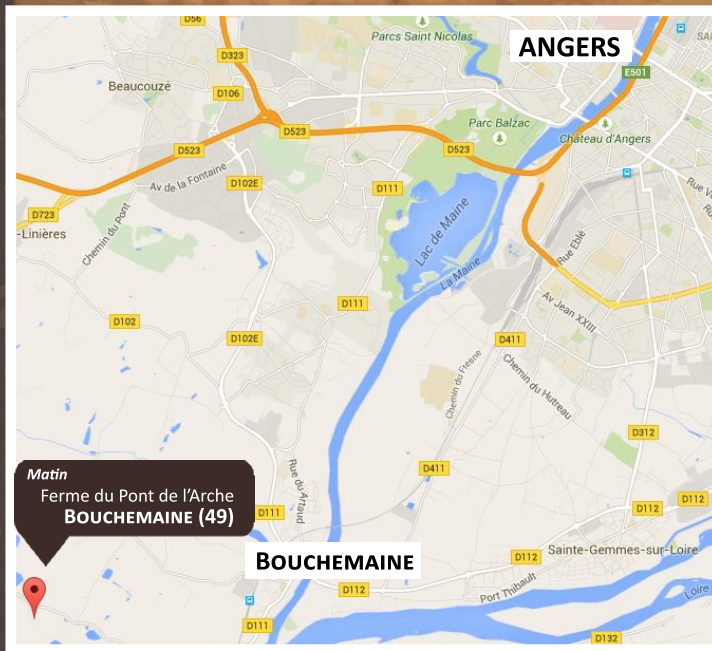 D56
Parcs Saint Nicolas
ANGERS
D323
E501
Beaucouzé
D106
Parc Balzac
D523
Château d'Angers
D523
D523
Av de la Fontaine
D102E
D111
D723
-Linières
Chemin du Pont
Lac de Maine
Rue Eblé
La Maine
Av Jean XXIII
D111
D102
D102E
D411
Chemin du Fresne
Chemin du Hutreau
D312
Matin
Ferme du Pont de l'Arche
BOUCHEMAINE (49)
Rue du Artaud
D411
D112
D112
D111
BOUCHEMAINE
Sainte-Gemmes-sur-Loire
D112
D112
Port Thibault
Loire
D111
D132